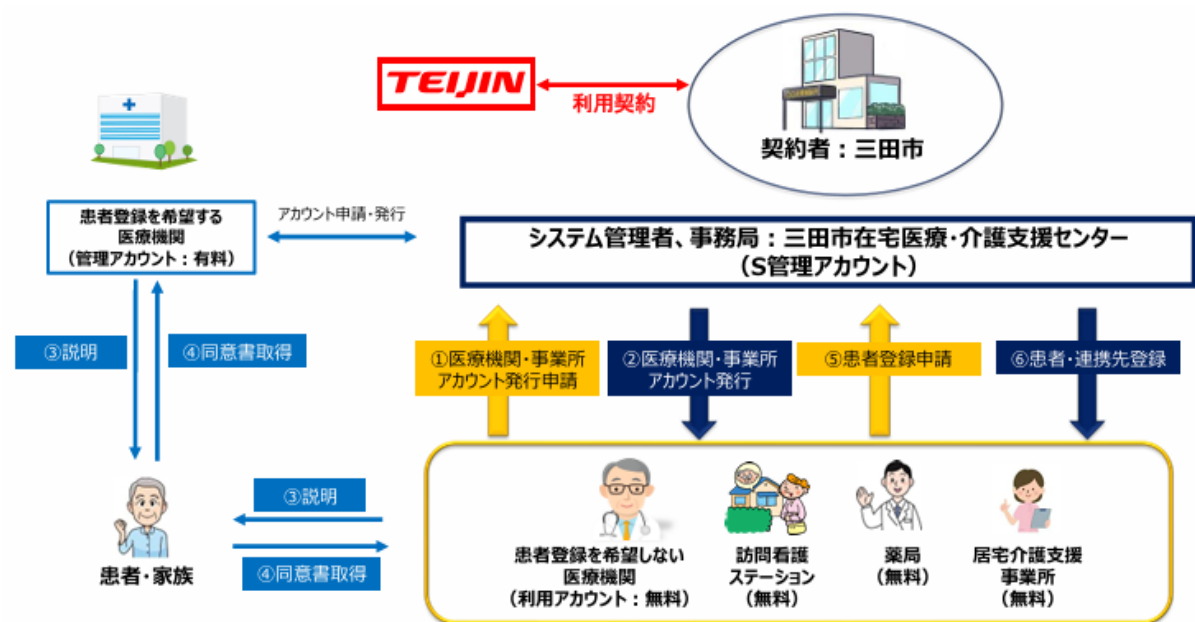 TEIJIN
利用契約
契約者：三田市
患者登録を希望する
医療機関
（管理アカウント：有料）
アカウント申請・発行
システム管理者、事務局：三田市在宅医療・介護支援センター
（S管理アカウント）
③説明
④同意書取得
①医療機関・事業所
アカウント発行申請
②医療機関・事業所
アカウント発行
⑤患者登録申請
⑥患者・連携先登録
③説明
④同意書取得
患者・家族
患者登録を希望しない
医療機関
（利用アカウント：無料）
訪問看護
ステーション
（無料）
薬局
（無料）
居宅介護支援
事業所
（無料）